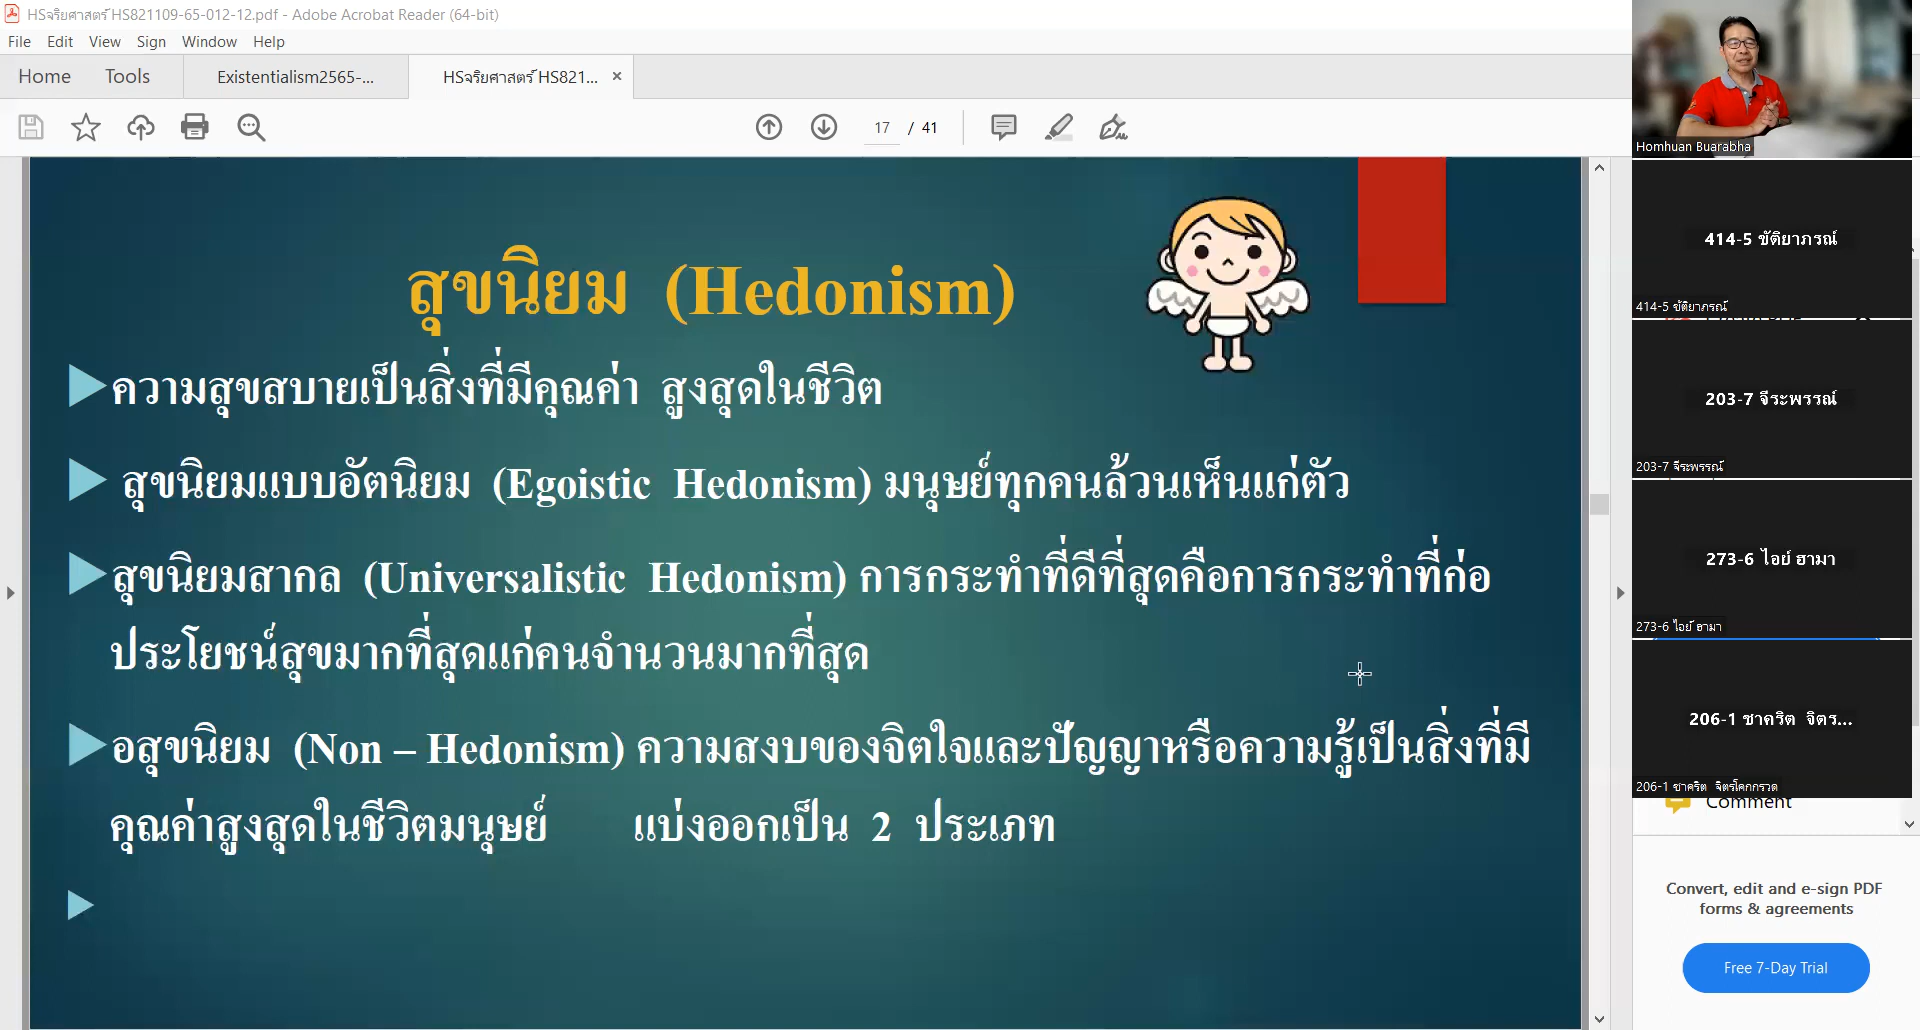 HSจริยศาสตร์ HS821109-65-012-12.pdf - Adobe Acrobat Reader (64-bit)
File Edit View Sign Window Help
Home Tools Existentialism2565-... HSจริยศาสตร์ HS821... ×
17 / 41
สุขนิยม (Hedonism)
ความสุขสบายเป็นสิ่งที่มีคุณค่า สูงสุดในชีวิต
สุขนิยมแบบอัตนิยม (Egoistic Hedonism) มนุษย์ทุกคนล้วนเห็นแก่ตัว
สุขนิยมสากล (Universalistic Hedonism) การกระทำที่ดีที่สุดคือการกระทำที่ก่อ
ประโยชน์สุขมากที่สุดแก่คนจำนวนมากที่สุด
อสุขนิยม (Non – Hedonism) ความสงบของจิตใจและปัญญาหรือความรู้เป็นสิ่งที่มี
คุณค่าสูงสุดในชีวิตมนุษย์ แบ่งออกเป็น 2 ประเภท
Homhuan Buarabha
414-5 ขัติยาภรณ์
414-5 ขัติยาภรณ์
203-7 จีระพรรณ์
203-7 จีระพรรณ์
273-6 ไอย์ ฮามา
273-6 ไอย์ ฮามา
206-1 ชาคริต จิตร...
206-1 ชาคริต จิตรโคกกรวด
Comment
Convert, edit and e-sign PDF
forms & agreements
Free 7-Day Trial